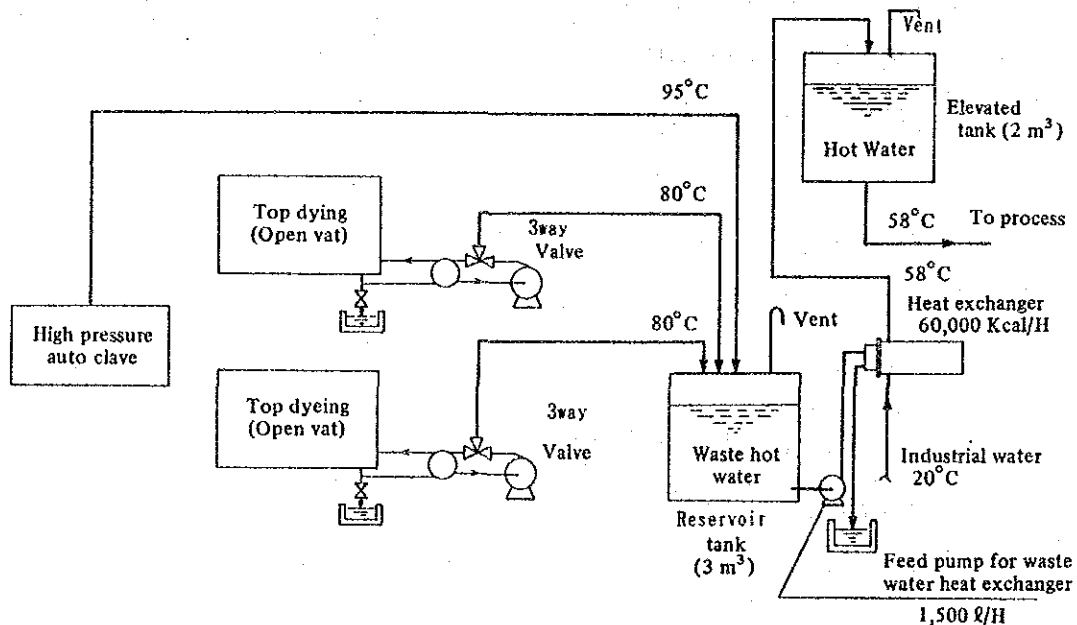 Vent
95°C
Elevated
tank (2 m³)
Hot Water
80°C
58°C
To process
Top dying
(Open vat)
3way
Valve
58°C
Heat exchanger
60,000 Kcal/H
High pressure
auto clave
80°C
Vent
Top dyeing
(Open vat)
3way
Valve
Waste hot
water
Industrial water
20°C
Reservoir
tank
(3 m³)
Feed pump for waste
water heat exchanger
1,500 ℓ/H